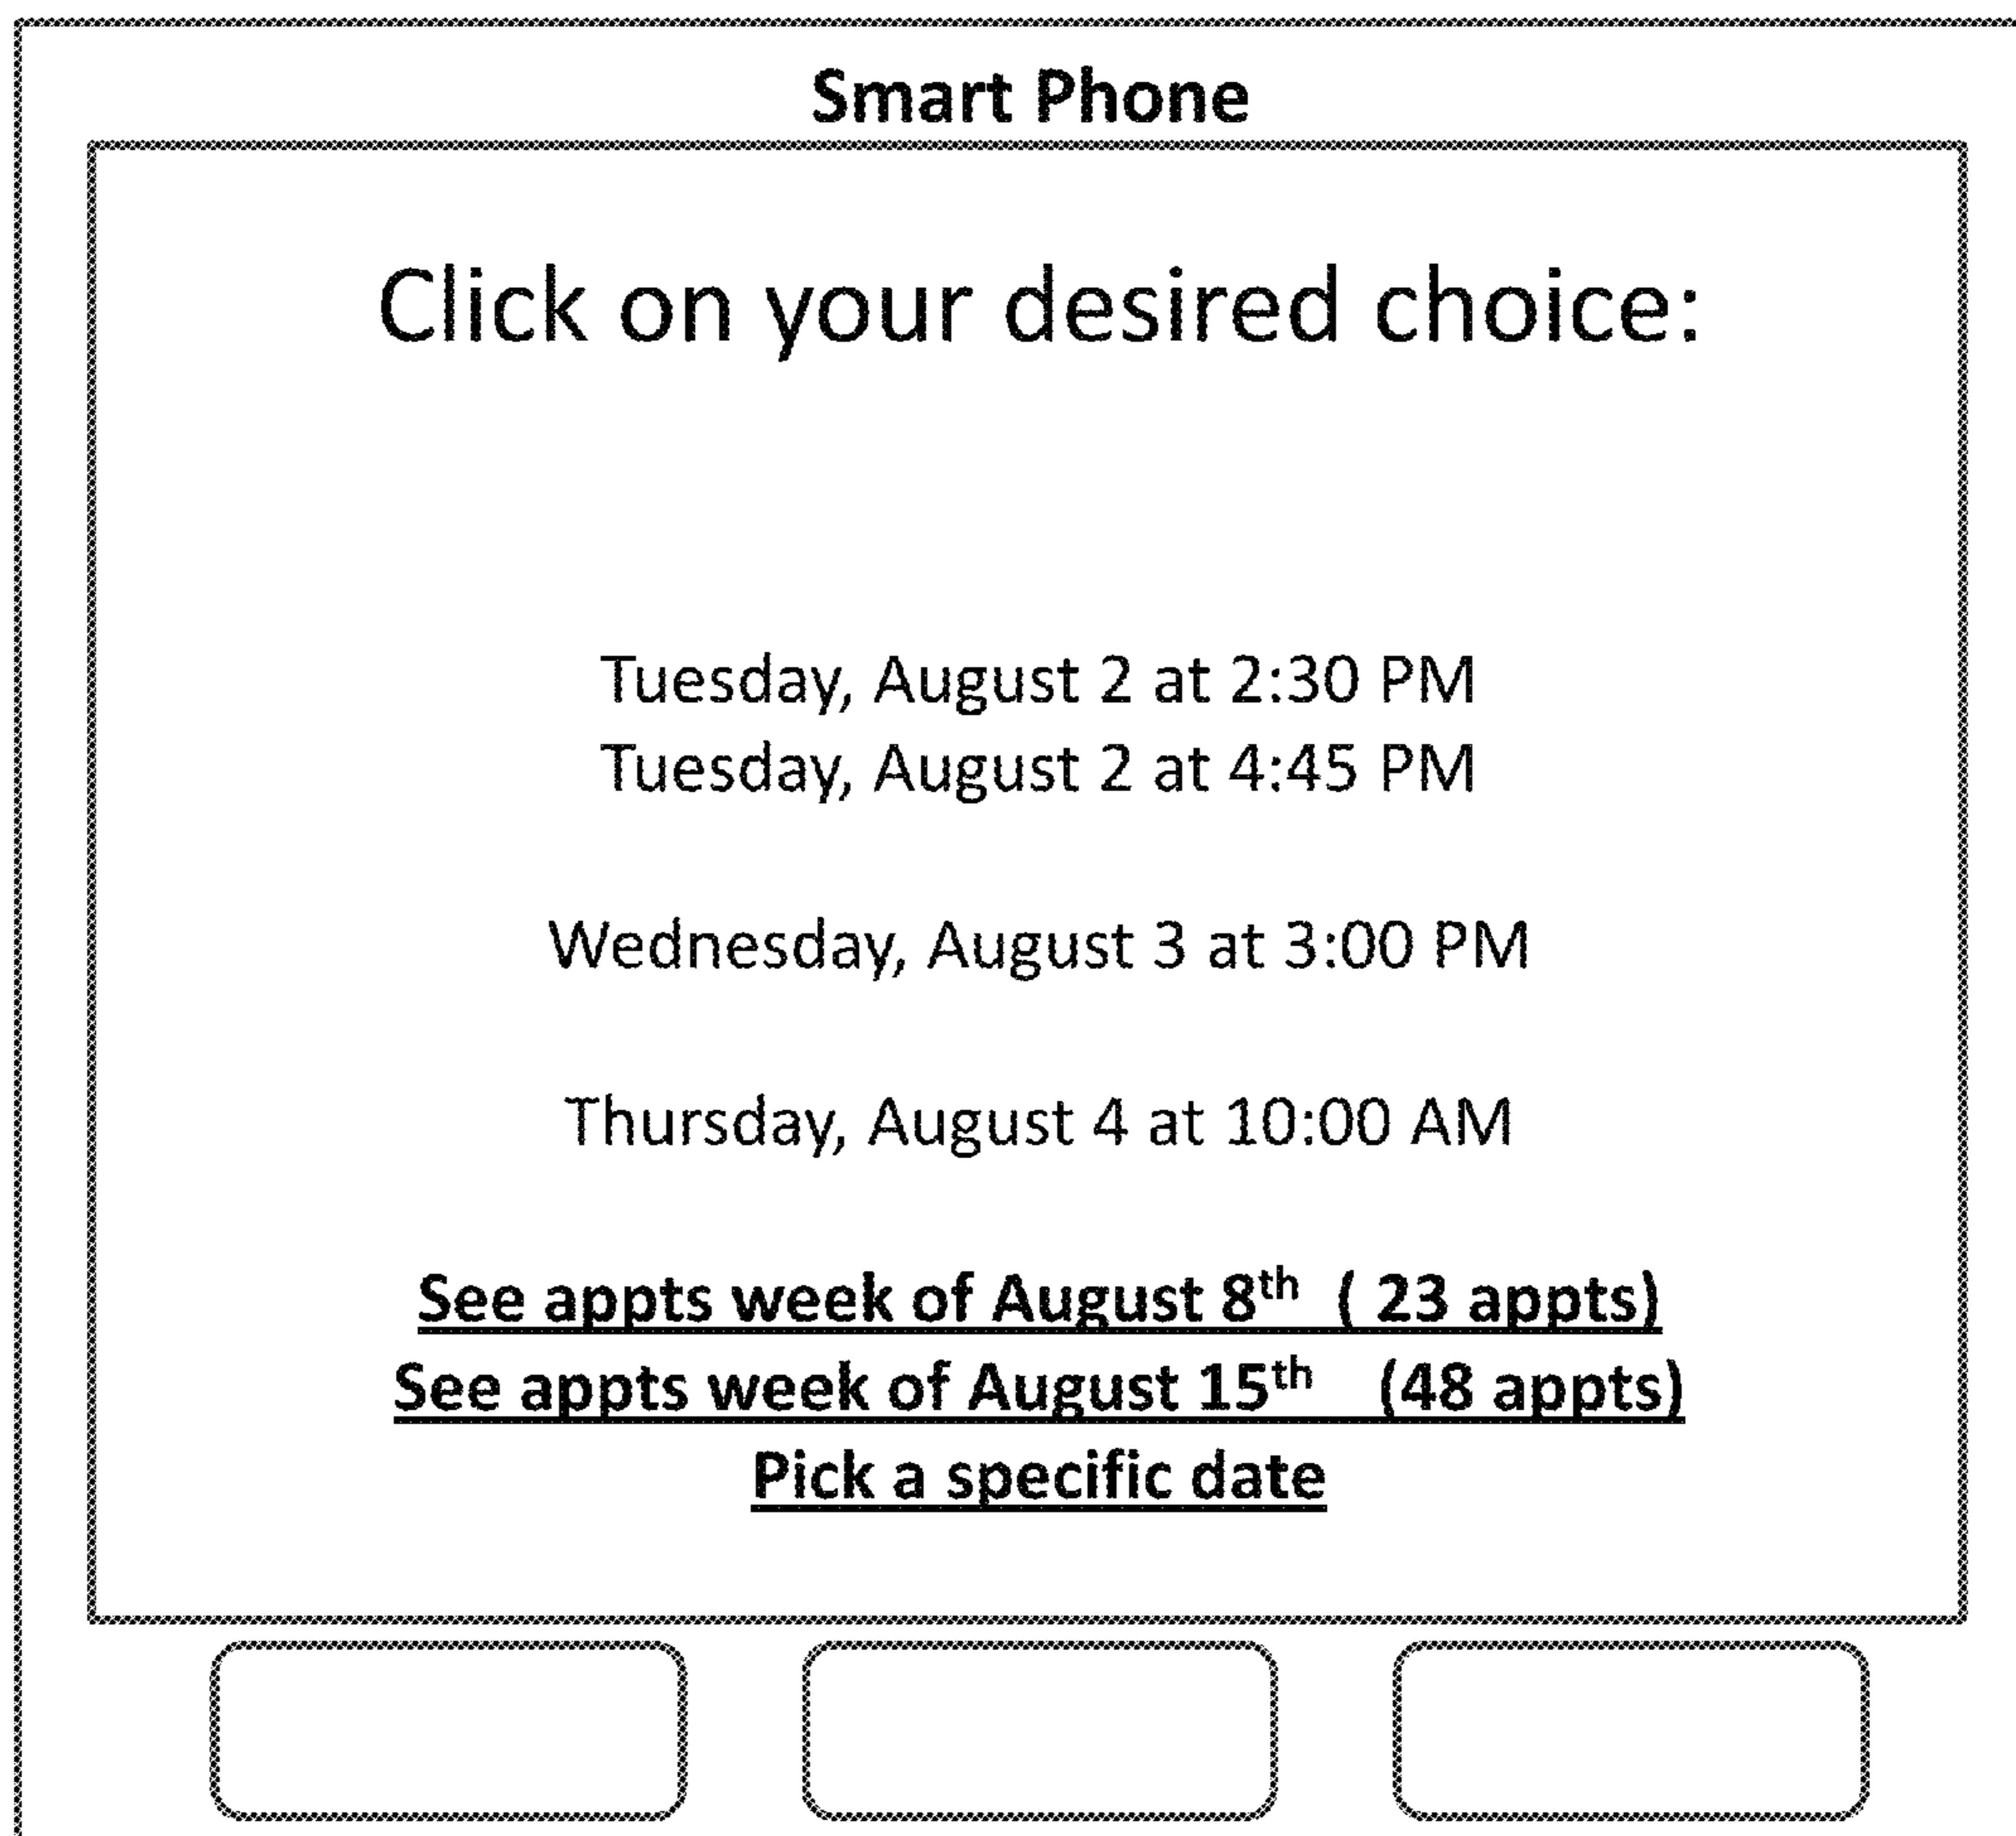 Smart Phone
Click on your desired choice:
Tuesday, August 2 at 2:30 PM
Tuesday, August 2 at 4:45 PM
Wednesday, August 3 at 3:00 PM
Thursday, August 4 at 10:00 AM
See appts week of August 8th ( 23 appts)
See appts week of August 15th (48 appts)
Pick a specific date